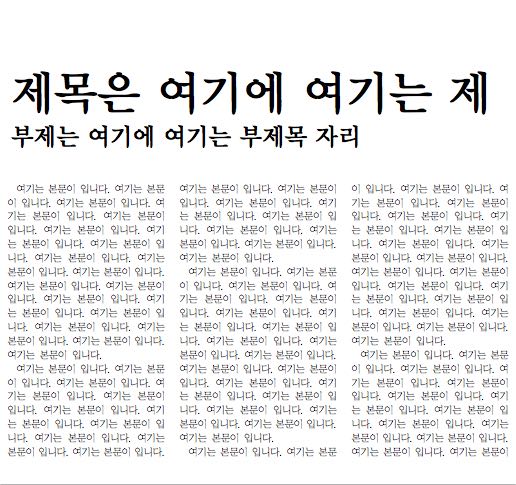 제목은 여기에 여기는 제
부제는 여기에 여기는 부제목 자리
여기는 본문이 입니다. 여기는 본문
이 입니다. 여기는 본문이 입니다. 여
기는 본문이 입니다. 여기는 본문이
입니다. 여기는 본문이 입니다. 여기
는 본문이 입니다. 여기는 본문이 입
니다. 여기는 본문이 입니다. 여기는
본문이 입니다. 여기는 본문이 입니다.
여기는 본문이 입니다. 여기는 본문이
입니다. 여기는 본문이 입니다. 여기
는 본문이 입니다. 여기는 본문이 입
니다. 여기는 본문이 입니다. 여기는
본문이 입니다. 여기는 본문이 입니다.
여기는 본문이 입니다.
여기는 본문이 입니다. 여기는 본문
이 입니다. 여기는 본문이 입니다. 여
기는 본문이 입니다. 여기는 본문이
입니다. 여기는 본문이 입니다. 여기
는 본문이 입니다. 여기는 본문이 입
니다. 여기는 본문이 입니다. 여기는
본문이 입니다. 여기는 본문이 입니다.
여기는 본문이 입니다. 여기는 본문이
입니다. 여기는 본문이 입니다. 여기
는 본문이 입니다. 여기는 본문이 입
니다. 여기는 본문이 입니다. 여기는
본문이 입니다. 여기는 본문이 입니다.
여기는 본문이 입니다.
여기는 본문이 입니다. 여기는 본문
이 입니다. 여기는 본문이 입니다. 여
기는 본문이 입니다. 여기는 본문이
입니다. 여기는 본문이 입니다. 여기
는 본문이 입니다. 여기는 본문이 입
니다. 여기는 본문이 입니다. 여기는
본문이 입니다. 여기는 본문이 입니다.
여기는 본문이 입니다. 여기는 본문이
입니다. 여기는 본문이 입니다. 여기
는 본문이 입니다. 여기는 본문이 입
니다. 여기는 본문이 입니다. 여기는
본문이 입니다. 여기는 본문이 입니다.
여기는 본문이 입니다.
여기는 본문이 입니다. 여기는 본문
이 입니다. 여기는 본문이 입니다. 여
기는 본문이 입니다. 여기는 본문이
입니다. 여기는 본문이 입니다. 여기
는 본문이 입니다. 여기는 본문이 입
니다. 여기는 본문이 입니다. 여기는
본문이 입니다. 여기는 본문이 입니다.
여기는 본문이 입니다. 여기는 본문이
입니다. 여기는 본문이 입니다. 여기
는 본문이 입니다. 여기는 본문이 입
니다. 여기는 본문이 입니다. 여기는
본문이 입니다. 여기는 본문이 입니다.
여기는 본문이 입니다.
여기는 본문이 입니다. 여기는 본문
이 입니다. 여기는 본문이 입니다. 여
기는 본문이 입니다. 여기는 본문이
입니다. 여기는 본문이 입니다. 여기
는 본문이 입니다. 여기는 본문이 입
니다. 여기는 본문이 입니다. 여기는
본문이 입니다. 여기는 본문이 입니다.
여기는 본문이 입니다. 여기는 본문이